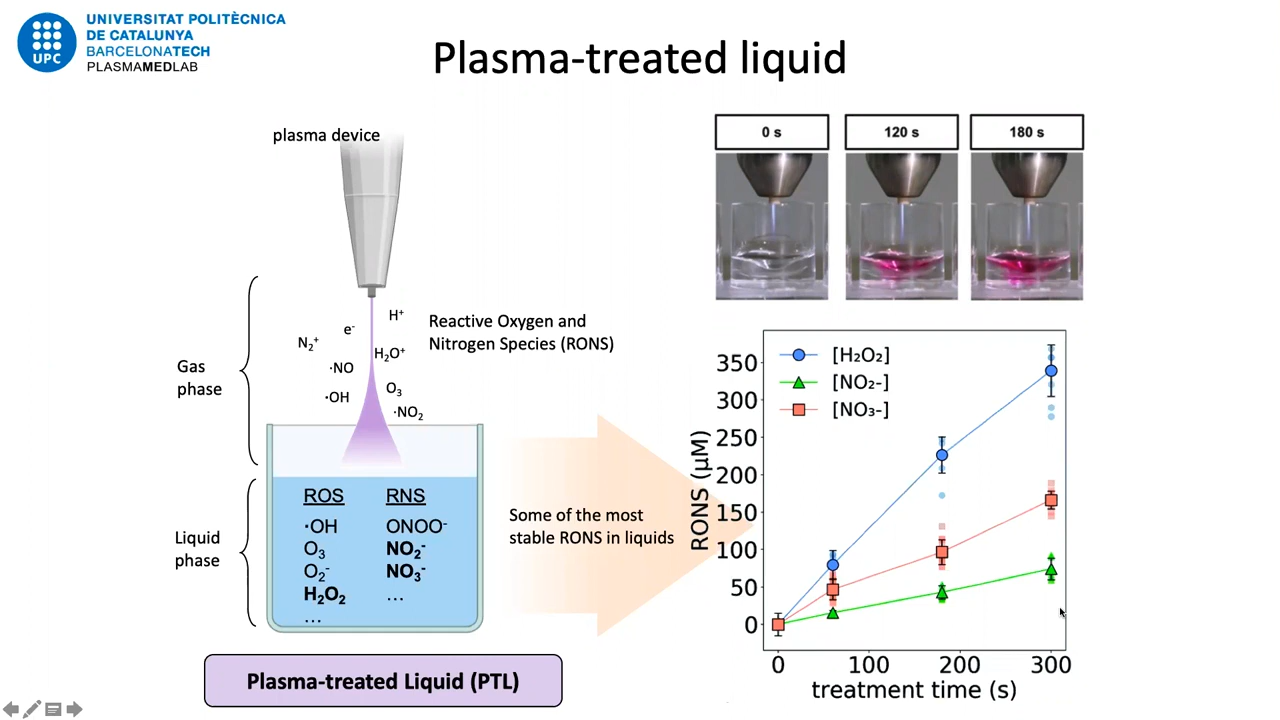 UNIVERSITAT POLITÈCNICA
DE CATALUNYA
BARCELONATECH
PLASMAMEDLAB
UPC
Plasma-treated liquid
plasma device
Gas
phase
H⁺
e⁻
N₂⁺
H₂O⁺
·NO
O₃
·OH
·NO₂
Reactive Oxygen and
Nitrogen Species (RONS)
Liquid
phase
ROS RNS
·OH ONOO⁻
O₃ NO₂⁻
O₂⁻ NO₃⁻
H₂O₂ ...
...
Some of the most
stable RONS in liquids
Plasma-treated Liquid (PTL)
0 s 120 s 180 s
[H₂O₂]
[NO₂-]
[NO₃-]
RONS (µM)
350
300
250
200
150
100
50
0
0 100 200 300
treatment time (s)